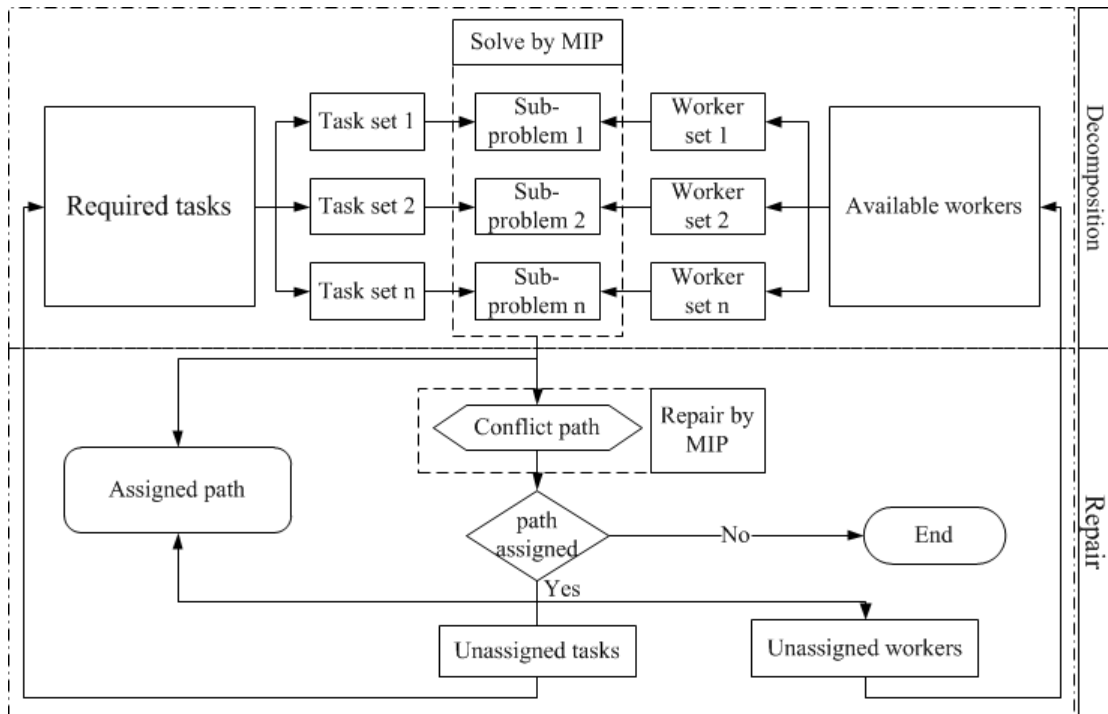 Solve by MIP
Required tasks
Task set 1
Task set 2
Task set n
Sub-
problem 1
Sub-
problem 2
Sub-
problem n
Worker
set 1
Worker
set 2
Worker
set n
Available workers
Decomposition
Conflict path
Repair by
MIP
Assigned path
path
assigned
No
End
Yes
Unassigned tasks
Unassigned workers
Repair